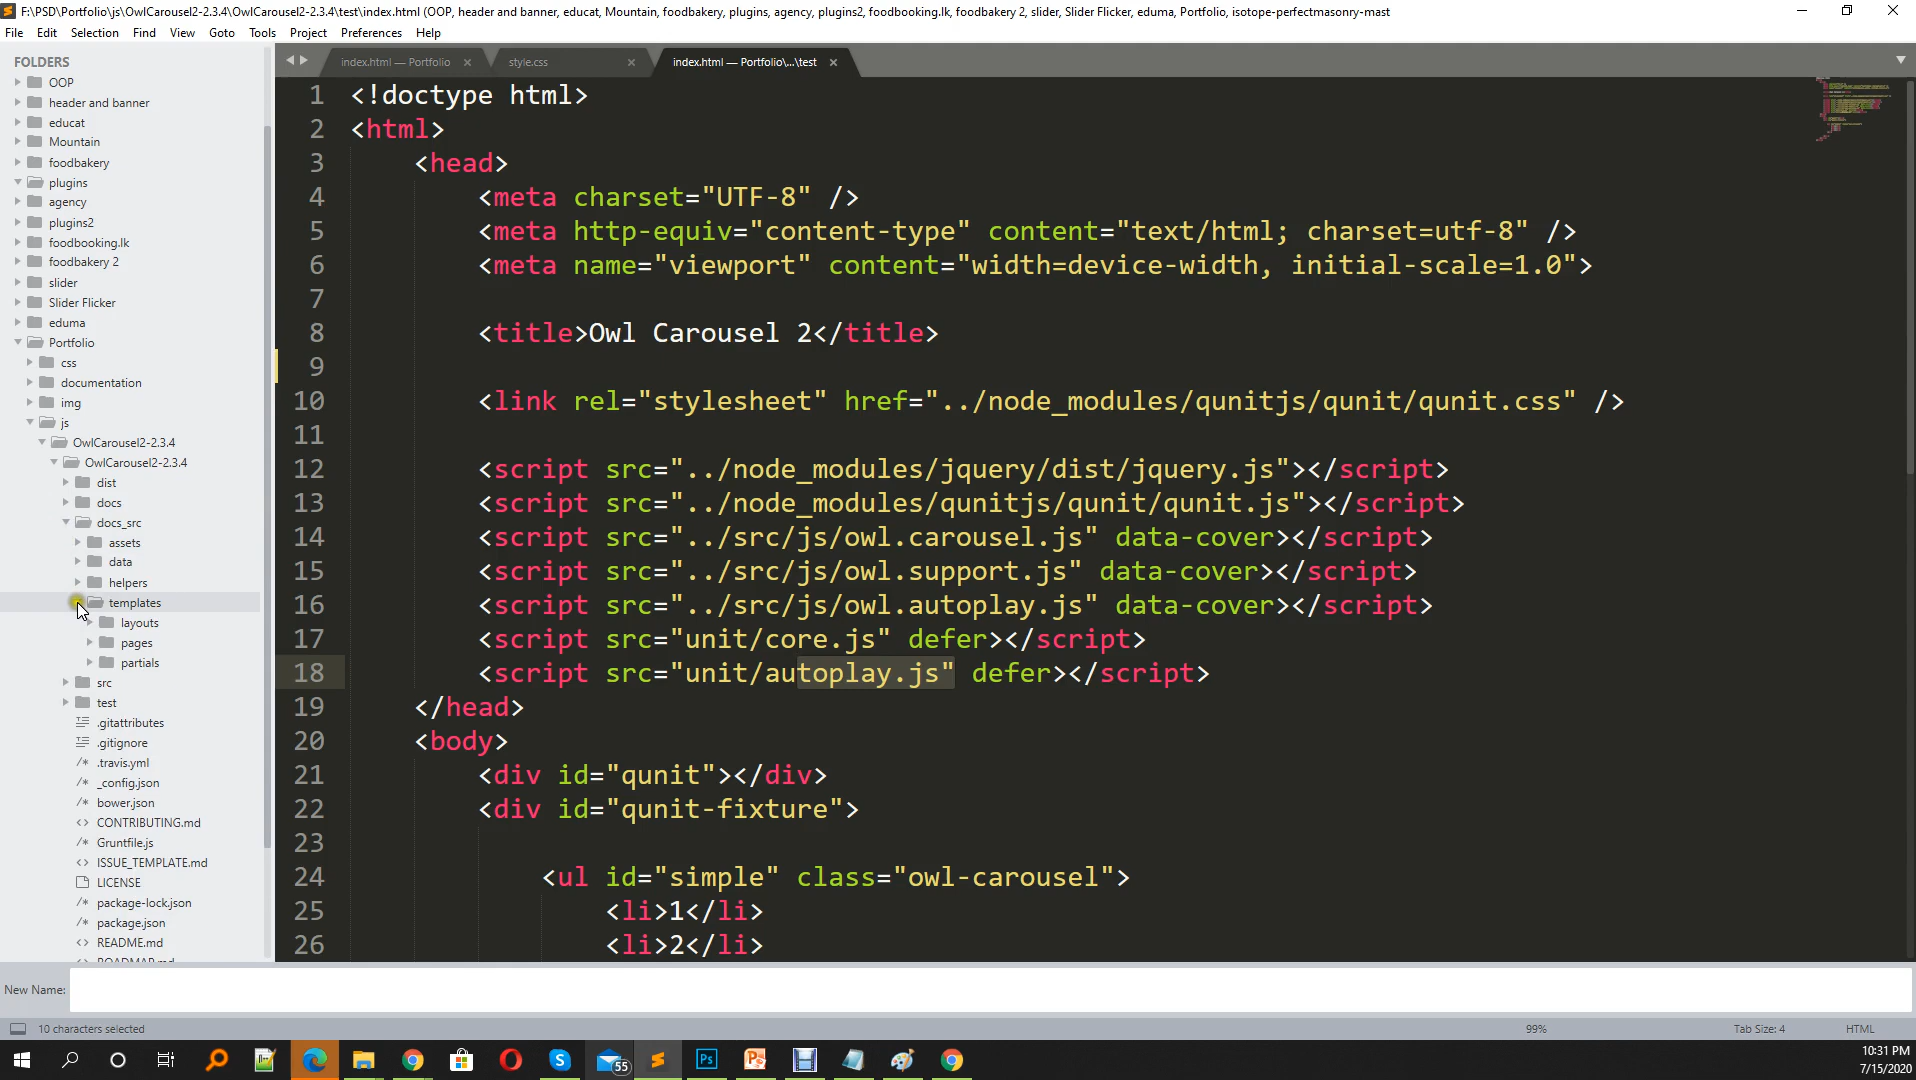 F:\PSD\Portfolio\js\OwlCarousel2-2.3.4\OwlCarousel2-2.3.4\test\index.html (OOP, header and banner, educat, Mountain, foodbakery, plugins, agency, plugins2, foodbooking.lk, foodbakery 2, slider, Slider Flicker, eduma, Portfolio, isotope-perfectmasonry-mast
File Edit Selection Find View Goto Tools Project Preferences Help
FOLDERS
OOP
header and banner
educat
Mountain
foodbakery
plugins
agency
plugins2
foodbooking.lk
foodbakery 2
slider
Slider Flicker
eduma
Portfolio
css
documentation
img
js
OwlCarousel2-2.3.4
OwlCarousel2-2.3.4
dist
docs
docs_src
assets
data
helpers
templates
layouts
pages
partials
src
test
.gitattributes
.gitignore
.travis.yml
_config.json
bower.json
CONTRIBUTING.md
Gruntfile.js
ISSUE_TEMPLATE.md
LICENSE
package-lock.json
package.json
README.md
ROADMAP.md
index.html — Portfolio
style.css
index.html — Portfolio\...\test
1 <!doctype html>
2 <html>
3 <head>
4 <meta charset="UTF-8" />
5 <meta http-equiv="content-type" content="text/html; charset=utf-8" />
6 <meta name="viewport" content="width=device-width, initial-scale=1.0">
7
8 <title>Owl Carousel 2</title>
9
10 <link rel="stylesheet" href="../node_modules/qunitjs/qunit/qunit.css" />
11
12 <script src="../node_modules/jquery/dist/jquery.js"></script>
13 <script src="../node_modules/qunitjs/qunit/qunit.js"></script>
14 <script src="../src/js/owl.carousel.js" data-cover></script>
15 <script src="../src/js/owl.support.js" data-cover></script>
16 <script src="../src/js/owl.autoplay.js" data-cover></script>
17 <script src="unit/core.js" defer></script>
18 <script src="unit/autoplay.js" defer></script>
19 </head>
20 <body>
21 <div id="qunit"></div>
22 <div id="qunit-fixture">
23
24 <ul id="simple" class="owl-carousel">
25 <li>1</li>
26 <li>2</li>
New Name:
10 characters selected 99% Tab Size: 4 HTML
55
Ps
10:31 PM
7/15/2020